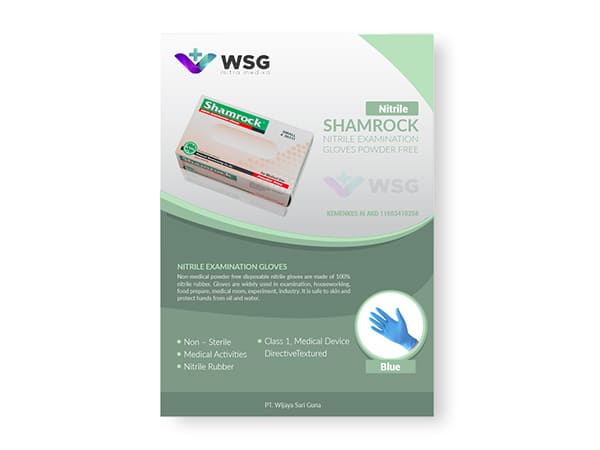 WSG
mitra medika
Nitrile
SHAMROCK
NITRILE EXAMINATION
GLOVES POWDER FREE
Shamrock
SMALL
WSG
KEMENKES RI AKD 11603410258
NITRILE EXAMINATION GLOVES
Non-medical powder free disposable nitrile gloves are made of 100%
nitrile rubber. Gloves are widely used in examination, houseworking,
food prepare, medical room, experiment, industry. It is safe to skin and
protect hands from oil and water.
Non – Sterile
Medical Activities
Nitrile Rubber
Class 1, Medical Device
DirectiveTextured
Blue
PT. Wijaya Sari Guna